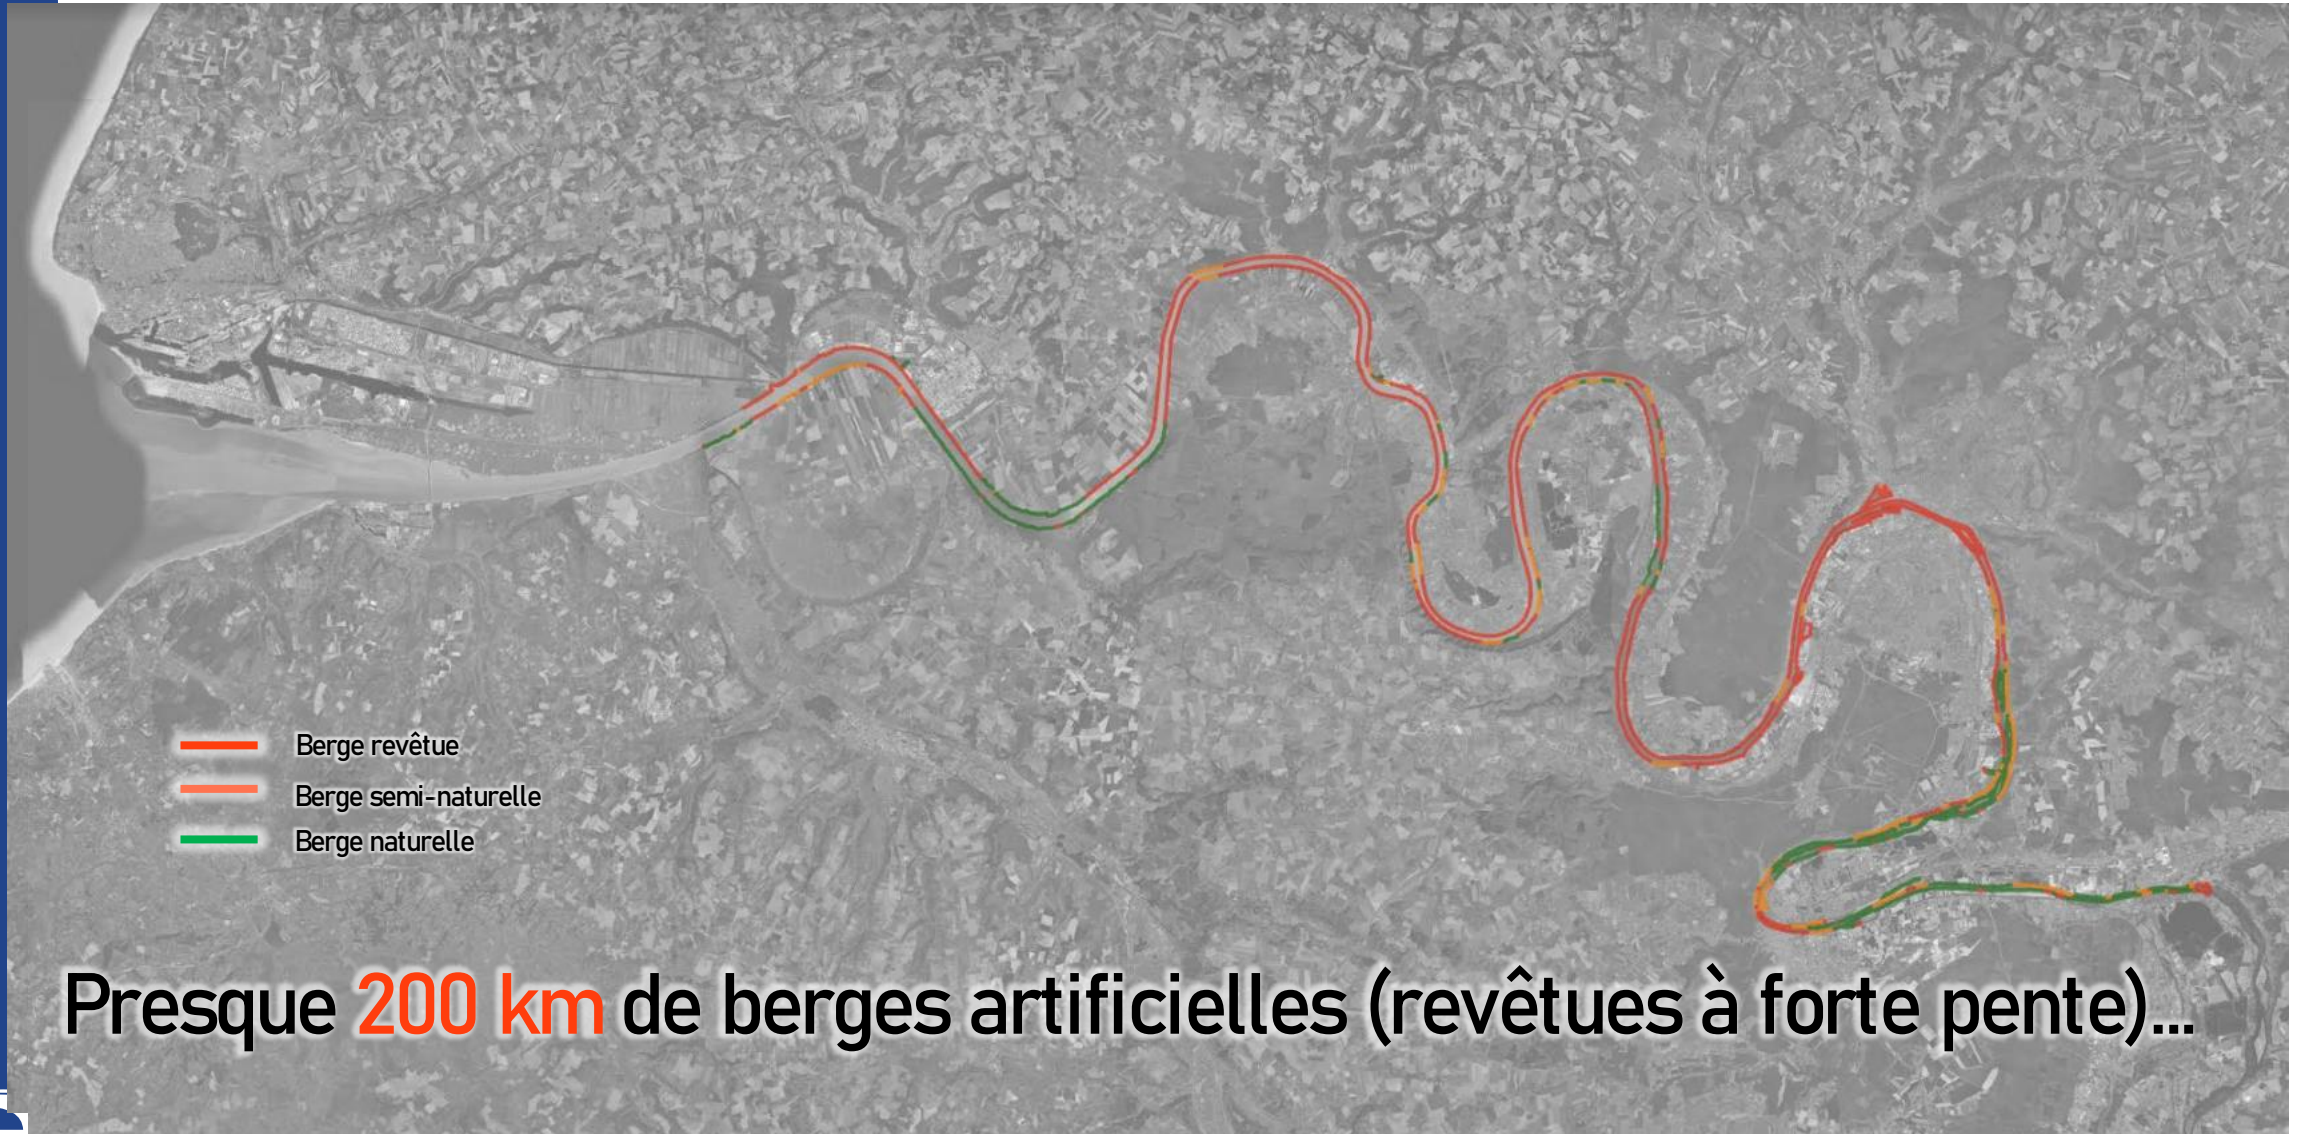 Berge revêtue
Berge semi-naturelle
Berge naturelle
Presque 200 km de berges artificielles (revêtues à forte pente)...